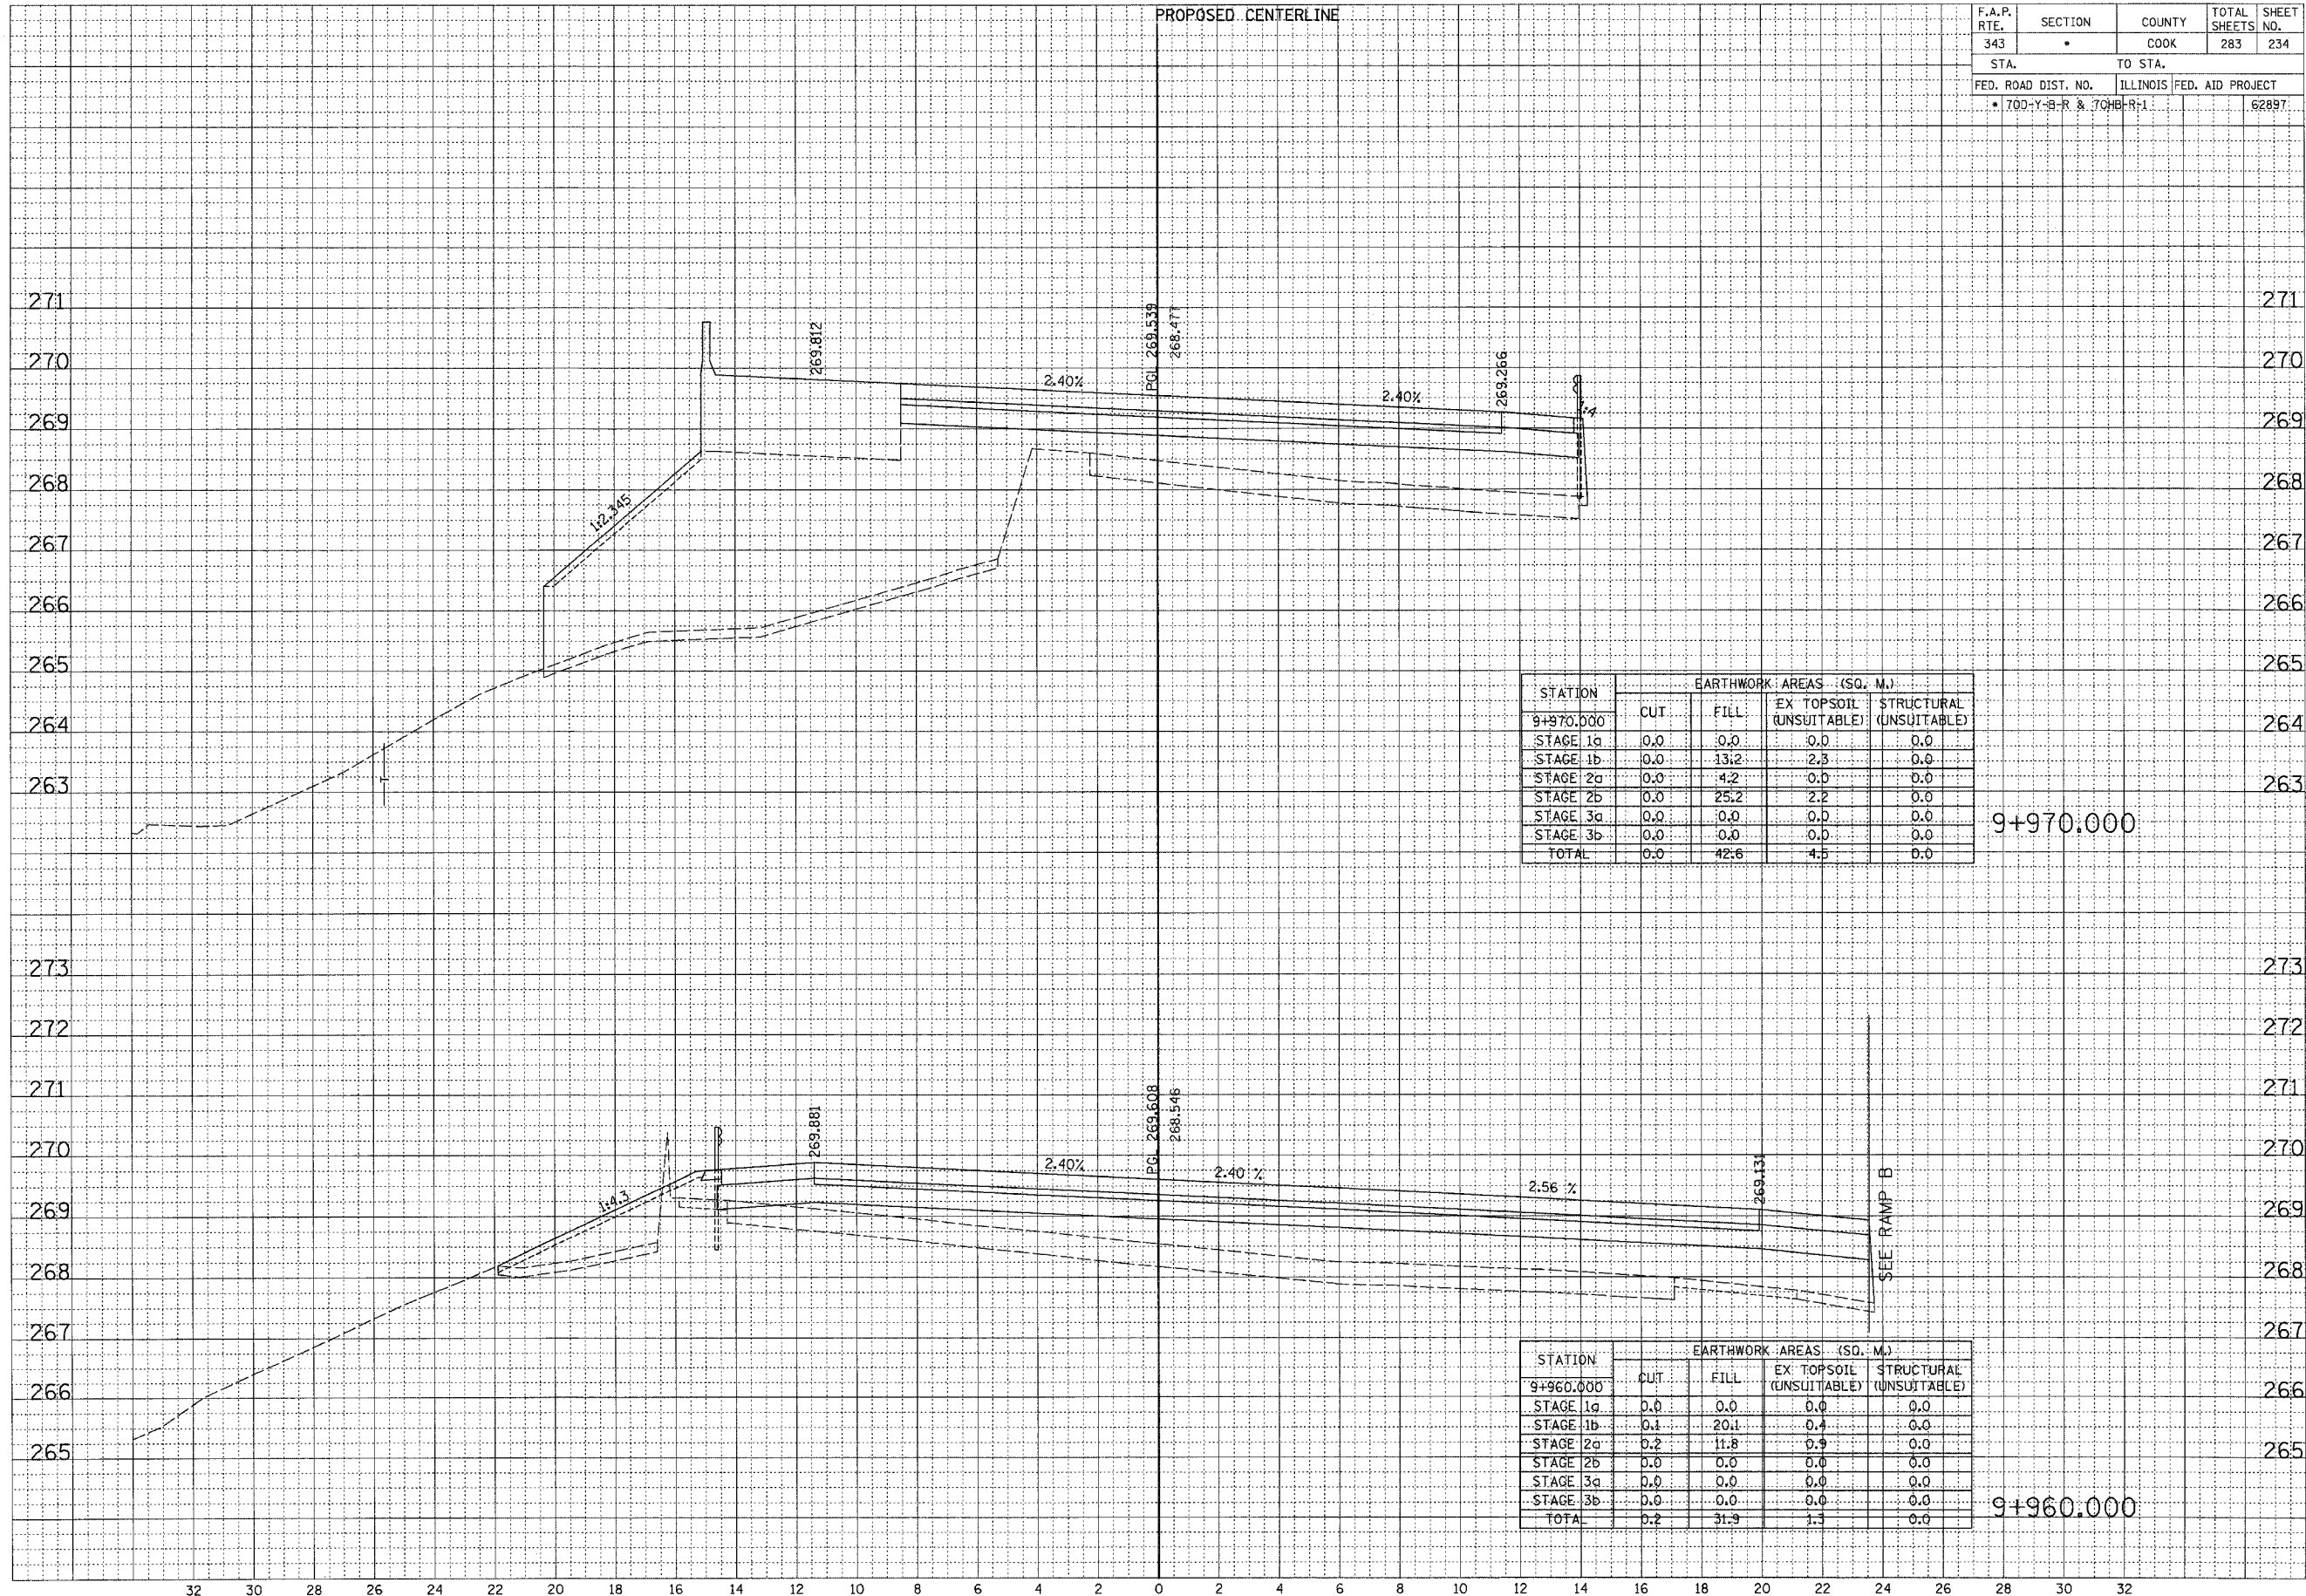 PROPOSED CENTERLINE
F.A.P. RTE. SECTION COUNTY TOTAL SHEETS SHEET NO.
343 * COOK 283 234
STA. TO STA.
FED. ROAD DIST. NO. ILLINOIS FED. AID PROJECT
* 70D-Y-B-R & 70HB-R-1 62897
271 271
270 270
269 269
268 268
267 267
266 266
265 265
264 264
263 263
269.812
PGL 269.539
268.477
269.266
2.40%
2.40%
1:4
1:2.345
STATION EARTHWORK AREAS (SQ. M.)
9+970.000 CUT FILL EX TOPSOIL (UNSUITABLE) STRUCTURAL (UNSUITABLE)
STAGE 1a 0.0 0.0 0.0 0.0
STAGE 1b 0.0 13.2 2.3 0.0
STAGE 2a 0.0 4.2 0.0 0.0
STAGE 2b 0.0 25.2 2.2 0.0
STAGE 3a 0.0 0.0 0.0 0.0
STAGE 3b 0.0 0.0 0.0 0.0
TOTAL 0.0 42.6 4.5 0.0
9+970.000
273 273
272 272
271 271
270 270
269 269
268 268
267 267
266 266
265 265
269.881
PGL 269.608
268.546
269.131
2.40%
2.40 %
2.56 %
1:4.3
SEE RAMP B
STATION EARTHWORK AREAS (SQ. M.)
9+960.000 CUT FILL EX TOPSOIL (UNSUITABLE) STRUCTURAL (UNSUITABLE)
STAGE 1a 0.0 0.0 0.0 0.0
STAGE 1b 0.1 20.1 0.4 0.0
STAGE 2a 0.2 11.8 0.9 0.0
STAGE 2b 0.0 0.0 0.0 0.0
STAGE 3a 0.0 0.0 0.0 0.0
STAGE 3b 0.0 0.0 0.0 0.0
TOTAL 0.2 31.9 1.3 0.0
9+960.000
32 30 28 26 24 22 20 18 16 14 12 10 8 6 4 2 0 2 4 6 8 10 12 14 16 18 20 22 24 26 28 30 32